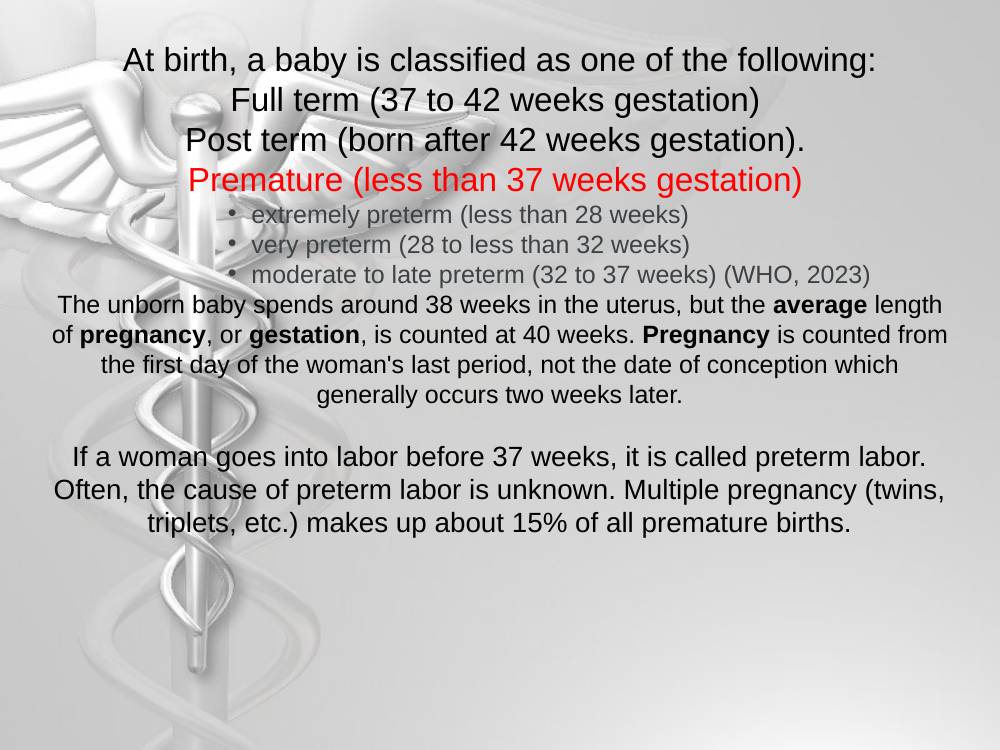 At birth, a baby is classified as one of the following:
Full term (37 to 42 weeks gestation)
Post term (born after 42 weeks gestation).
Premature (less than 37 weeks gestation)
• extremely preterm (less than 28 weeks)
• very preterm (28 to less than 32 weeks)
• moderate to late preterm (32 to 37 weeks) (WHO, 2023)
The unborn baby spends around 38 weeks in the uterus, but the average length
of pregnancy, or gestation, is counted at 40 weeks. Pregnancy is counted from
the first day of the woman's last period, not the date of conception which
generally occurs two weeks later.
If a woman goes into labor before 37 weeks, it is called preterm labor.
Often, the cause of preterm labor is unknown. Multiple pregnancy (twins,
triplets, etc.) makes up about 15% of all premature births.